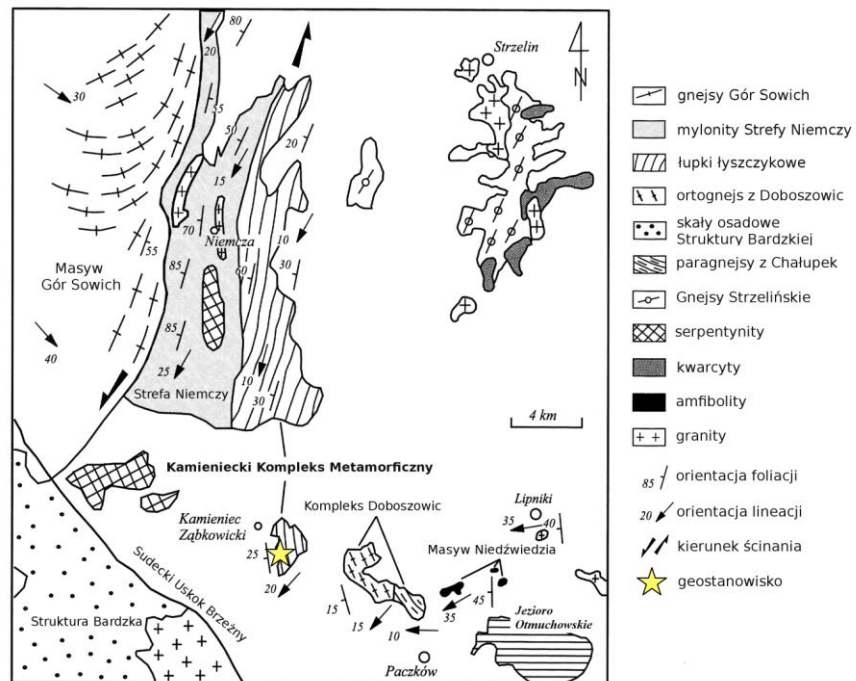 80
20
Strzelin
N
30
55
50
20
15
70
Niemcza
10
55
60
30
Masyw
Gór Sowich
85
85
40
25
10
30
Strefa Niemczy
4 km
Kamieniecki Kompleks Metamorficzny
Kamieniec
Ząbkowicki
Kompleks Doboszowic
Lipniki
35
40
25
Masyw Niedźwiedzia
20
Sudecki Uskok Brzeżny
15
45
35
15
10
Struktura Bardzka
Jezioro
Otmuchowskie
Paczków
gnejsy Gór Sowich
mylonity Strefy Niemczy
łupki łyszczykowe
ortognejs z Doboszowic
skały osadowe
Struktury Bardzkiej
paragnejsy z Chałupek
Gnejsy Strzelińskie
serpentynity
kwarcyty
amfibolity
granity
85 orientacja foliacji
20 orientacja lineacji
kierunek ścinania
geostanowisko